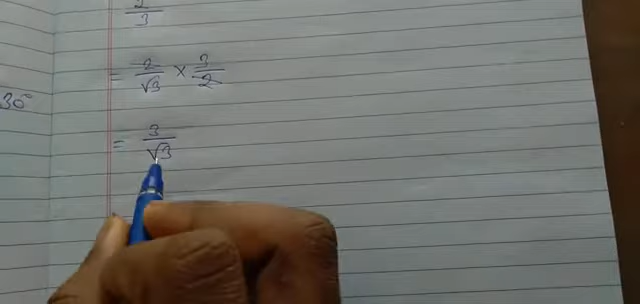 2/3
= 2/√3 × 3/2
30°
= 3/√3